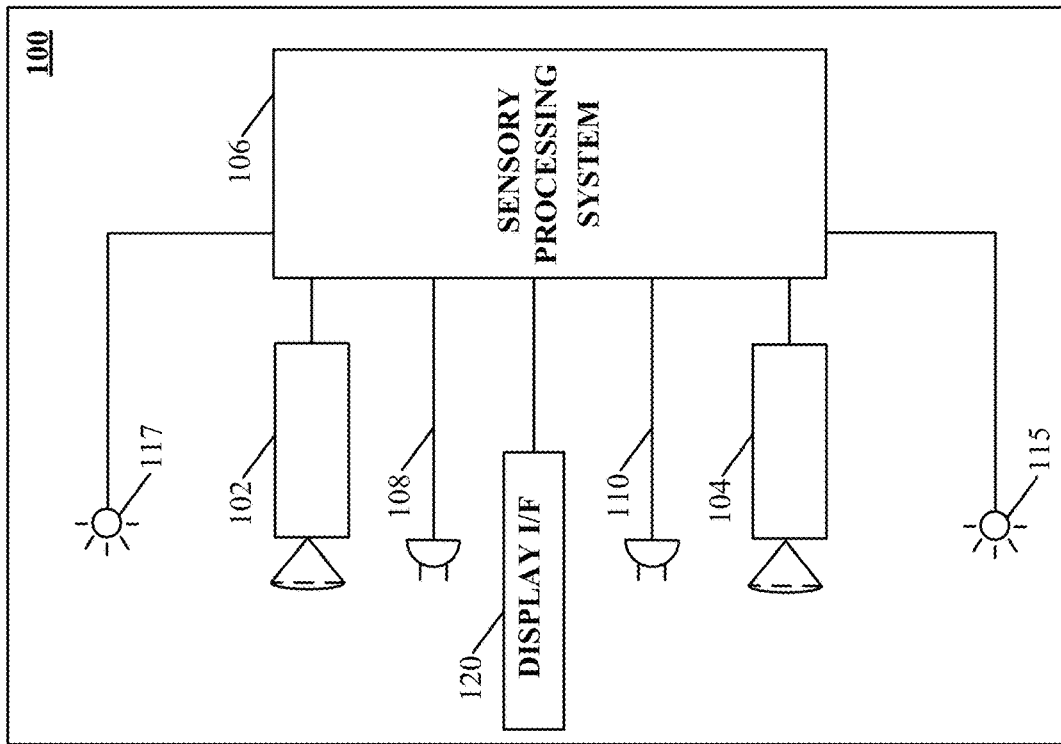 100
106
SENSORY
PROCESSING
SYSTEM
117
102
108
DISPLAY I/F
120
110
104
115